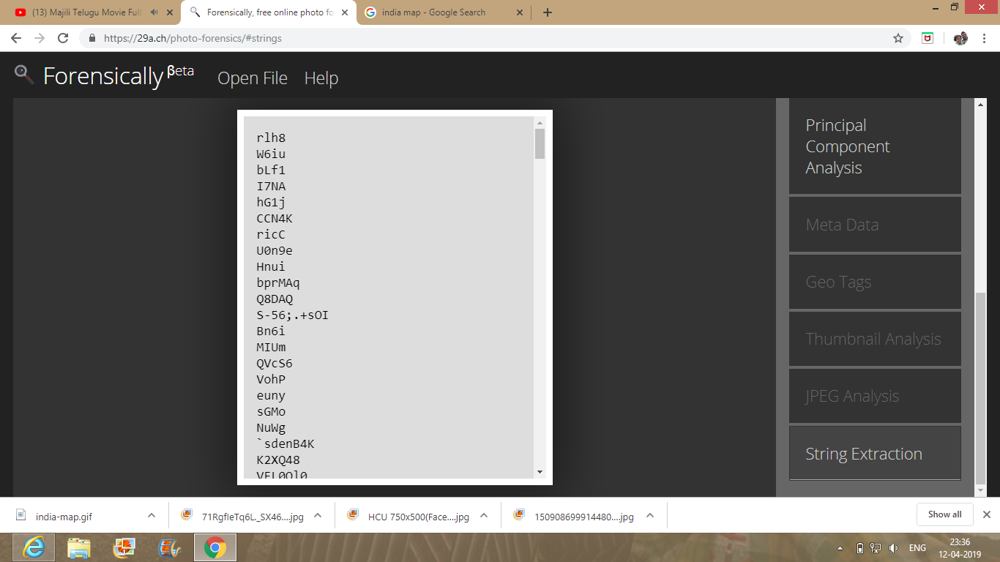 (13) Majili Telugu Movie Full
Forensically, free online photo fo
india map - Google Search
https://29a.ch/photo-forensics/#strings
Forensically βeta
Open File
Help
rlh8
W6iu
bLf1
I7NA
hG1j
CCN4K
ricC
U0n9e
Hnui
bprMAq
Q8DAQ
S-56;.+sOI
Bn6i
MIUm
QVcS6
VohP
euny
sGMo
NuWg
`sdenB4K
K2XQ48
Principal
Component
Analysis
Meta Data
Geo Tags
Thumbnail Analysis
JPEG Analysis
String Extraction
india-map.gif
71RgfIeTq6L._SX46....jpg
HCU 750x500(Face....jpg
150908699914480....jpg
Show all
ENG
23:36
12-04-2019